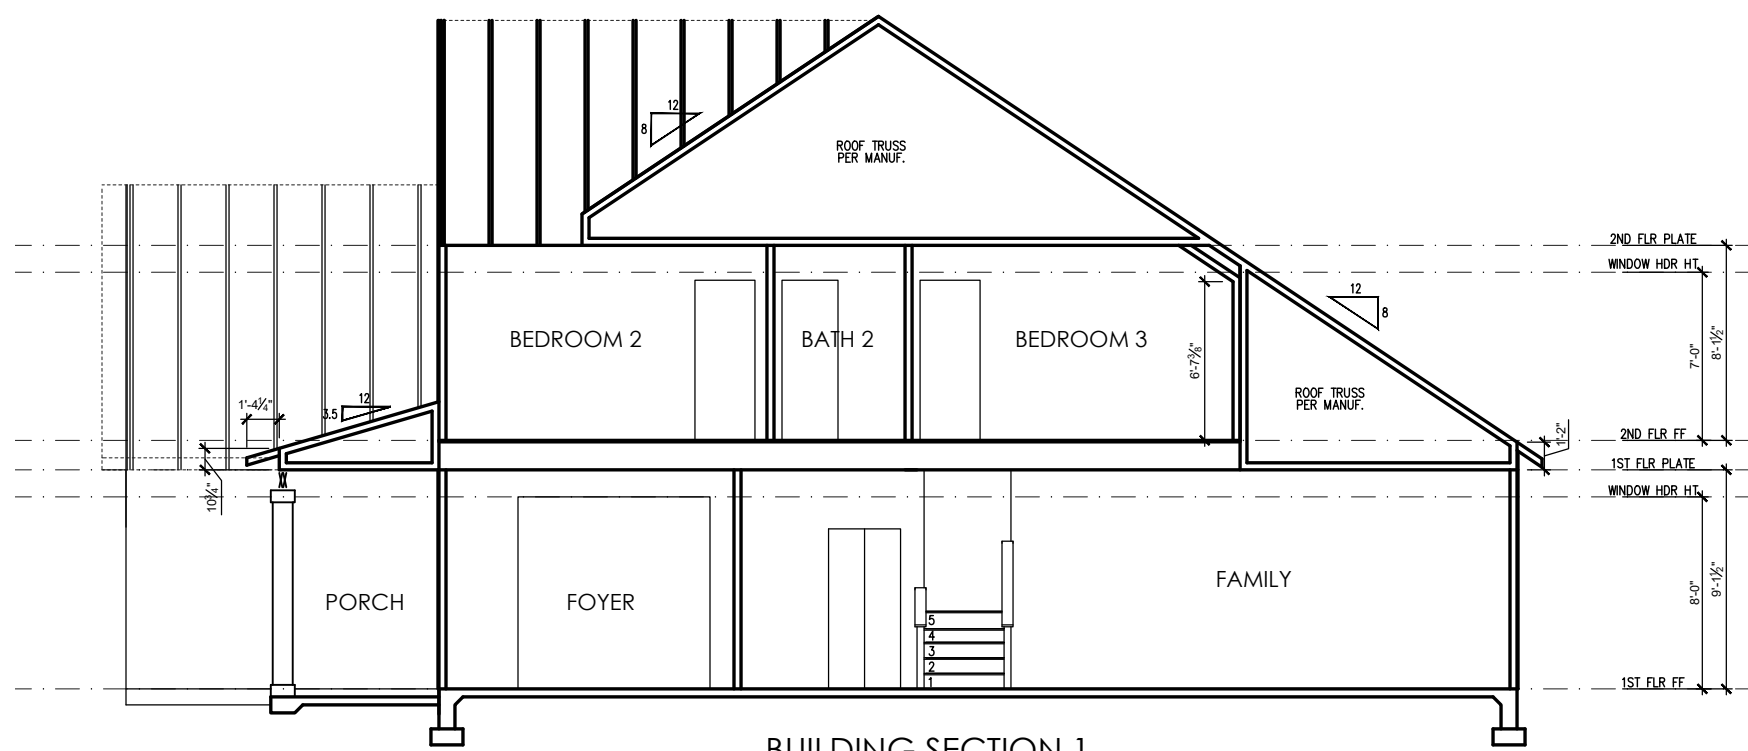 12
8
ROOF TRUSS
PER MANUF.
2ND FLR PLATE
WINDOW HDR HT
12
8
BEDROOM 2
BATH 2
BEDROOM 3
6'-7⅜"
7'-0"
8'-1½"
ROOF TRUSS
PER MANUF.
1'-4¼"
12
3.5
2ND FLR FF
1'-2"
1ST FLR PLATE
10¾"
WINDOW HDR HT
PORCH
FOYER
FAMILY
8'-0"
9'-1½"
5
4
3
2
1
1ST FLR FF
BUILDING SECTION 1